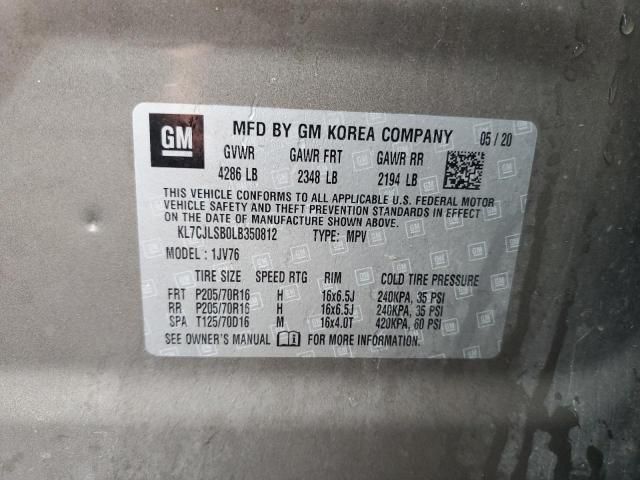 GM
MFD BY GM KOREA COMPANY 05 / 20
GVWR GAWR FRT GAWR RR
4286 LB 2348 LB 2194 LB
THIS VEHICLE CONFORMS TO ALL APPLICABLE U.S. FEDERAL MOTOR
VEHICLE SAFETY AND THEFT PREVENTION STANDARDS IN EFFECT
ON THE DATE OF MANUFACTURE SHOWN ABOVE.
KL7CJLSB0LB350812 TYPE: MPV
MODEL : 1JV76
TIRE SIZE SPEED RTG RIM COLD TIRE PRESSURE
FRT P205/70R16 H 16x6.5J 240KPA, 35 PSI
RR P205/70R16 H 16x6.5J 240KPA, 35 PSI
SPA T125/70D16 M 16x4.0T 420KPA, 60 PSI
SEE OWNER'S MANUAL FOR MORE INFORMATION.